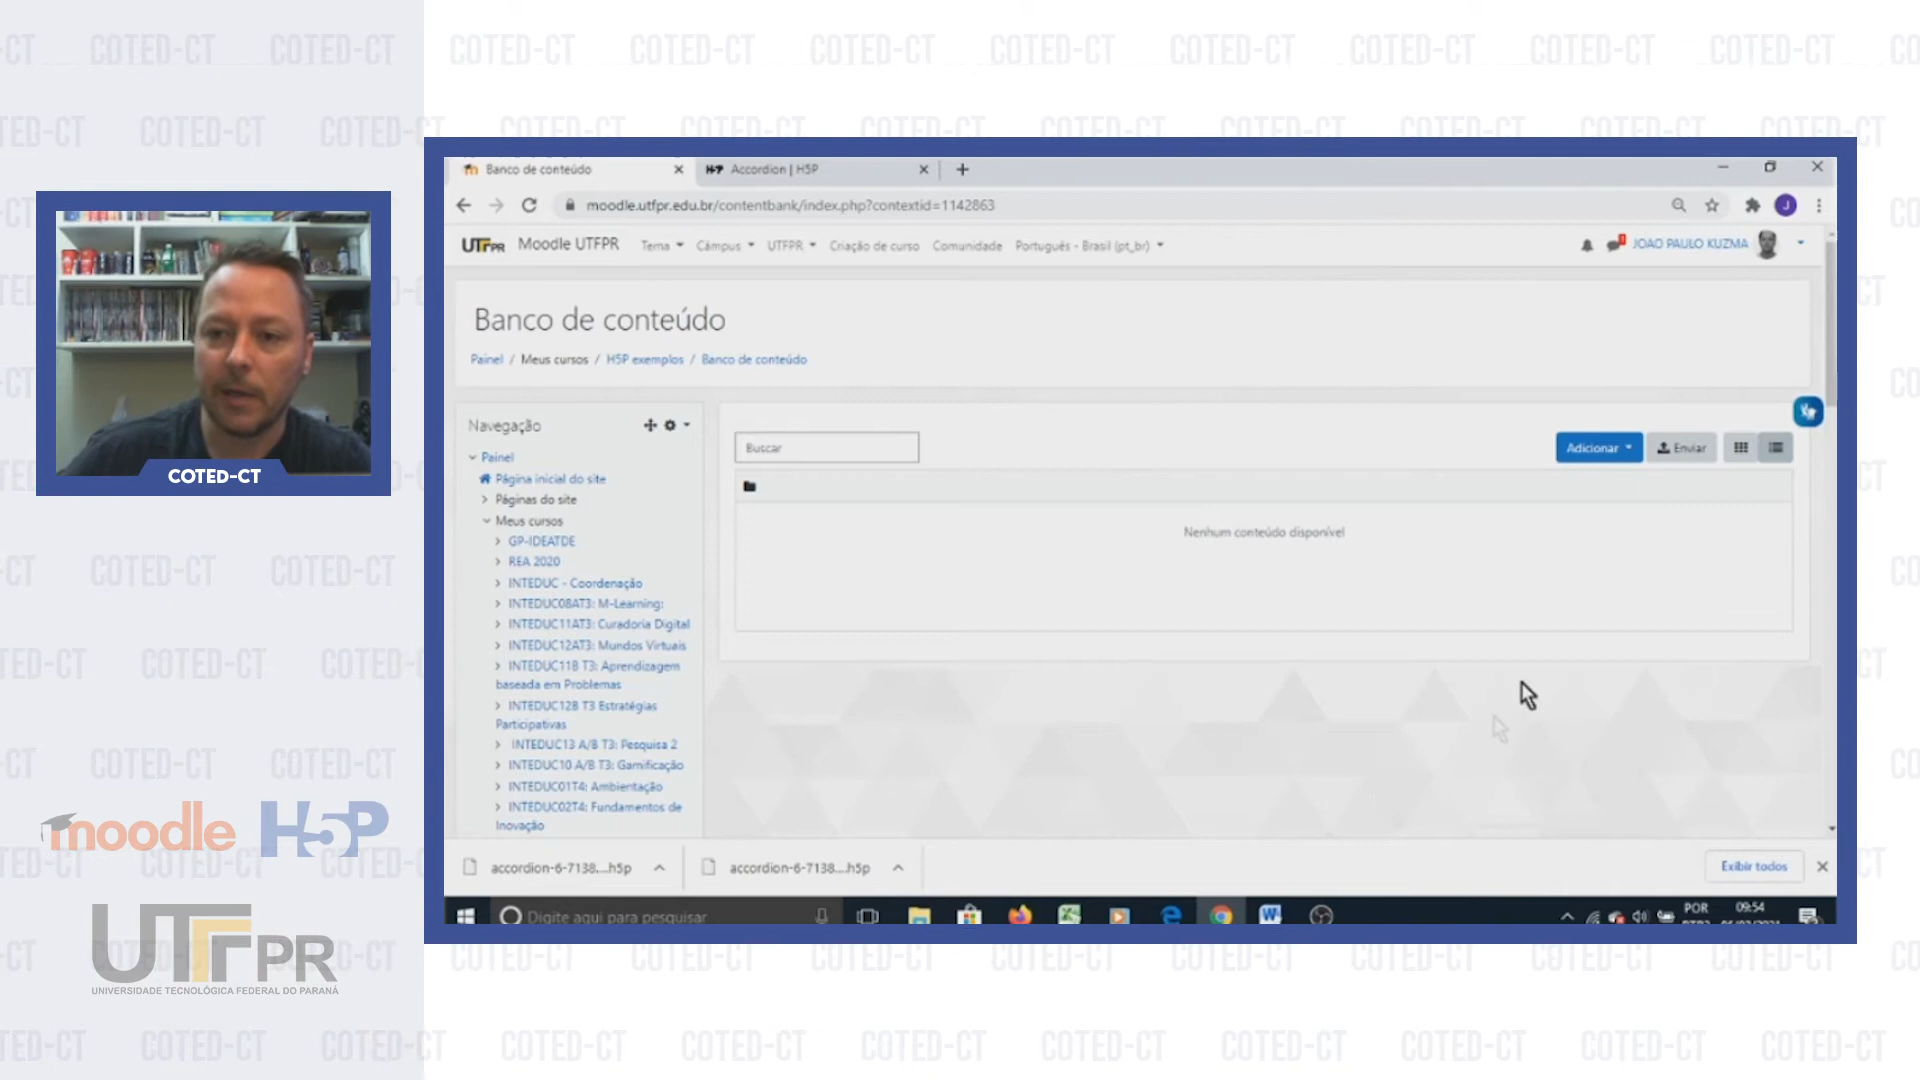 COTED-CT
moodle H5P
UTFPR
UNIVERSIDADE TECNOLÓGICA FEDERAL DO PARANÁ
Banco de conteúdo
H5P Accordion | H5P
moodle.utfpr.edu.br/contentbank/index.php?contextid=1142863
J
UTFPR Moodle UTFPR Tema Câmpus UTFPR Criação de curso Comunidade Português - Brasil (pt_br) JOAO PAULO KUZMA
Banco de conteúdo
Painel / Meus cursos / H5P exemplos / Banco de conteúdo
Navegação
Painel
Página inicial do site
Páginas do site
Meus cursos
GP-IDEATDE
REA 2020
INTEDUC - Coordenação
INTEDUC08AT3: M-Learning:
INTEDUC11AT3: Curadoria Digital
INTEDUC12AT3: Mundos Virtuais
INTEDUC11B T3: Aprendizagem
baseada em Problemas
INTEDUC12B T3 Estratégias
Participativas
INTEDUC13 A/B T3: Pesquisa 2
INTEDUC10 A/B T3: Gamificação
INTEDUC01T4: Ambientação
INTEDUC02T4: Fundamentos de
Inovação
Buscar
Adicionar Enviar
Nenhum conteúdo disponível
accordion-6-7138....h5p
accordion-6-7138....h5p
Exibir todos
Digite aqui para pesquisar
POR
09:54